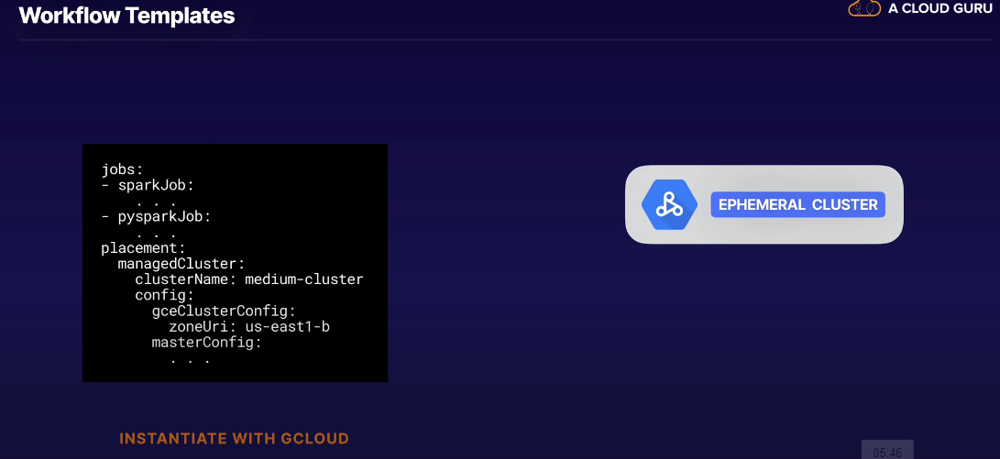 Workflow Templates
A CLOUD GURU
jobs:
- sparkJob:
    . . .
- pysparkJob:
    . . .
placement:
  managedCluster:
    clusterName: medium-cluster
    config:
      gceClusterConfig:
        zoneUri: us-east1-b
      masterConfig:
        . . .
EPHEMERAL CLUSTER
INSTANTIATE WITH GCLOUD
05:46